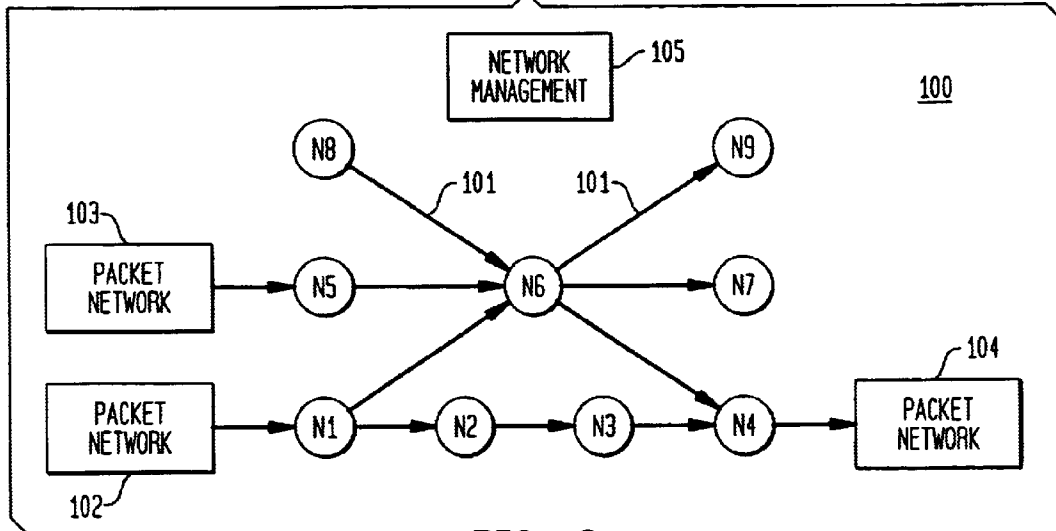 NETWORK
MANAGEMENT
105
100
N8
N9
101
101
103
PACKET
NETWORK
N5
N6
N7
104
PACKET
NETWORK
N1
N2
N3
N4
PACKET
NETWORK
102